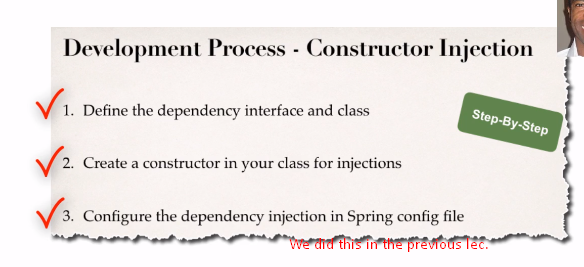 Development Process - Constructor Injection
1. Define the dependency interface and class
Step-By-Step
2. Create a constructor in your class for injections
3. Configure the dependency injection in Spring config file
We did this in the previous lec.